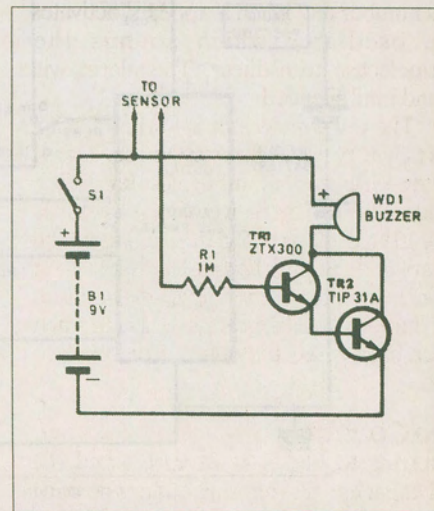 TO
SENSOR
S1
+
B1
9V
−
R1
1M
TR1
ZTX300
TR2
TIP 31A
+
WD1
BUZZER